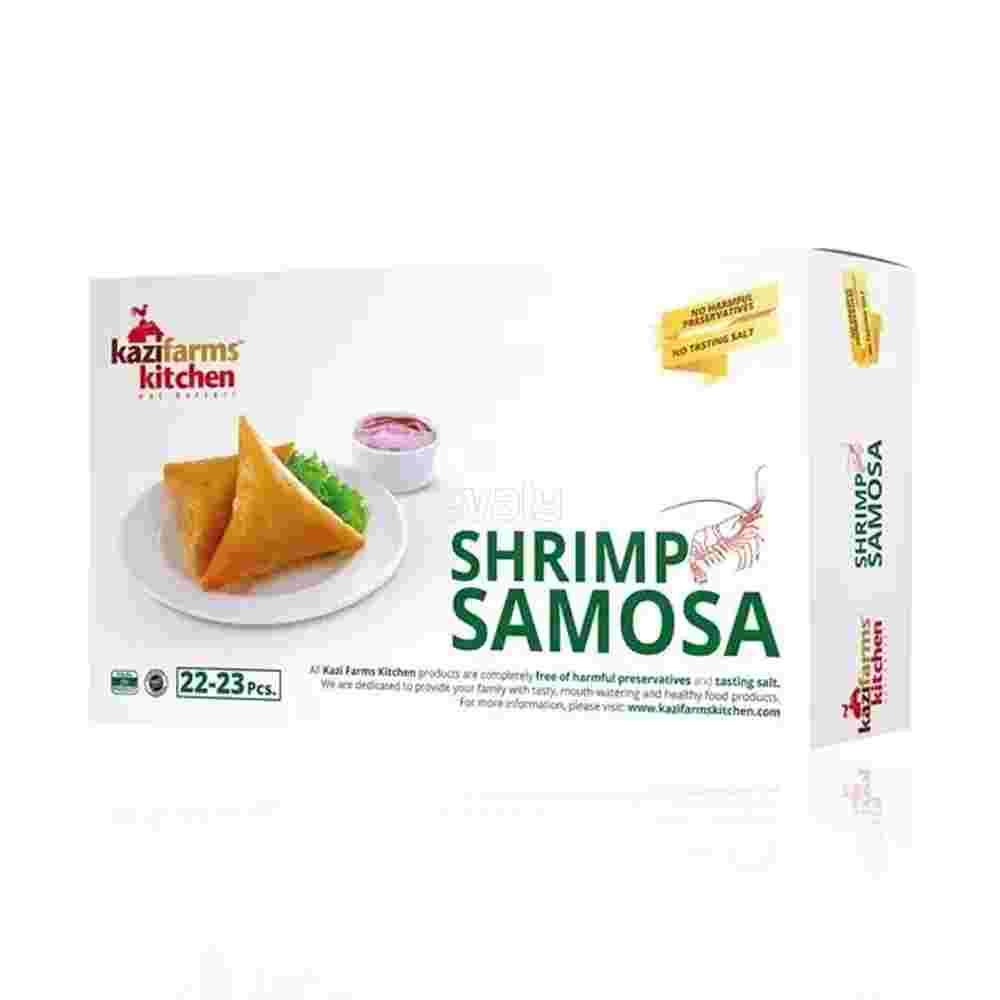 kazifarms
kitchen
eat better!
NO HARMFUL
PRESERVATIVES
NO TASTING SALT
SHRIMP
SAMOSA
22-23 Pcs.
All Kazi Farms Kitchen products are completely free of harmful preservatives and tasting salt.
We are dedicated to provide your family with tasty, mouth-watering and healthy food products.
For more information, please visit: www.kazifarmskitchen.com
SHRIMP
SAMOSA
kazifarms
kitchen